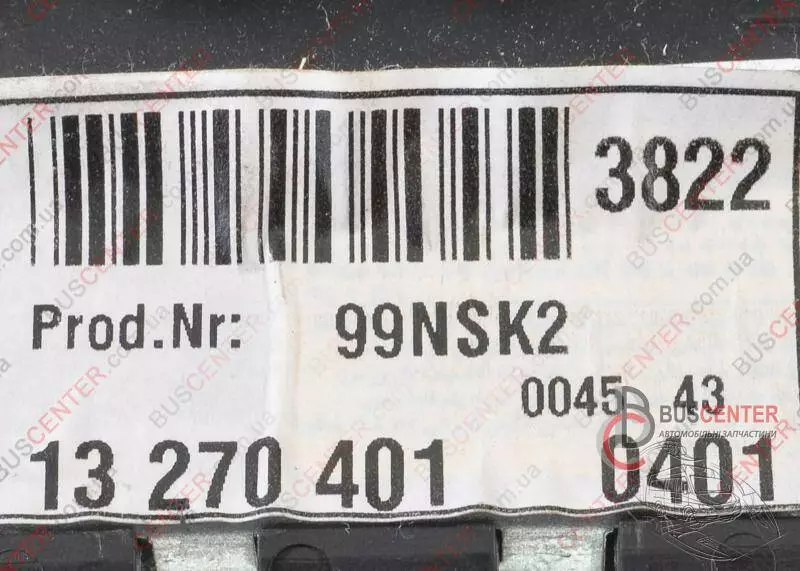 3822
Prod.Nr: 99NSK2
0045 43
13 270 401 0401
BUSCENTER
АВТОМОБІЛЬНІ ЗАПЧАСТИНИ
BUSCENTER.com.ua